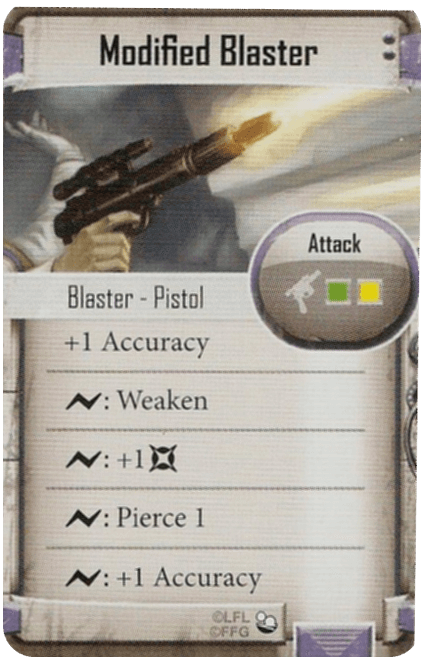 Modified Blaster
Attack
Blaster - Pistol
+1 Accuracy
: Weaken
: +1
: Pierce 1
: +1 Accuracy
©LFL
©FFG